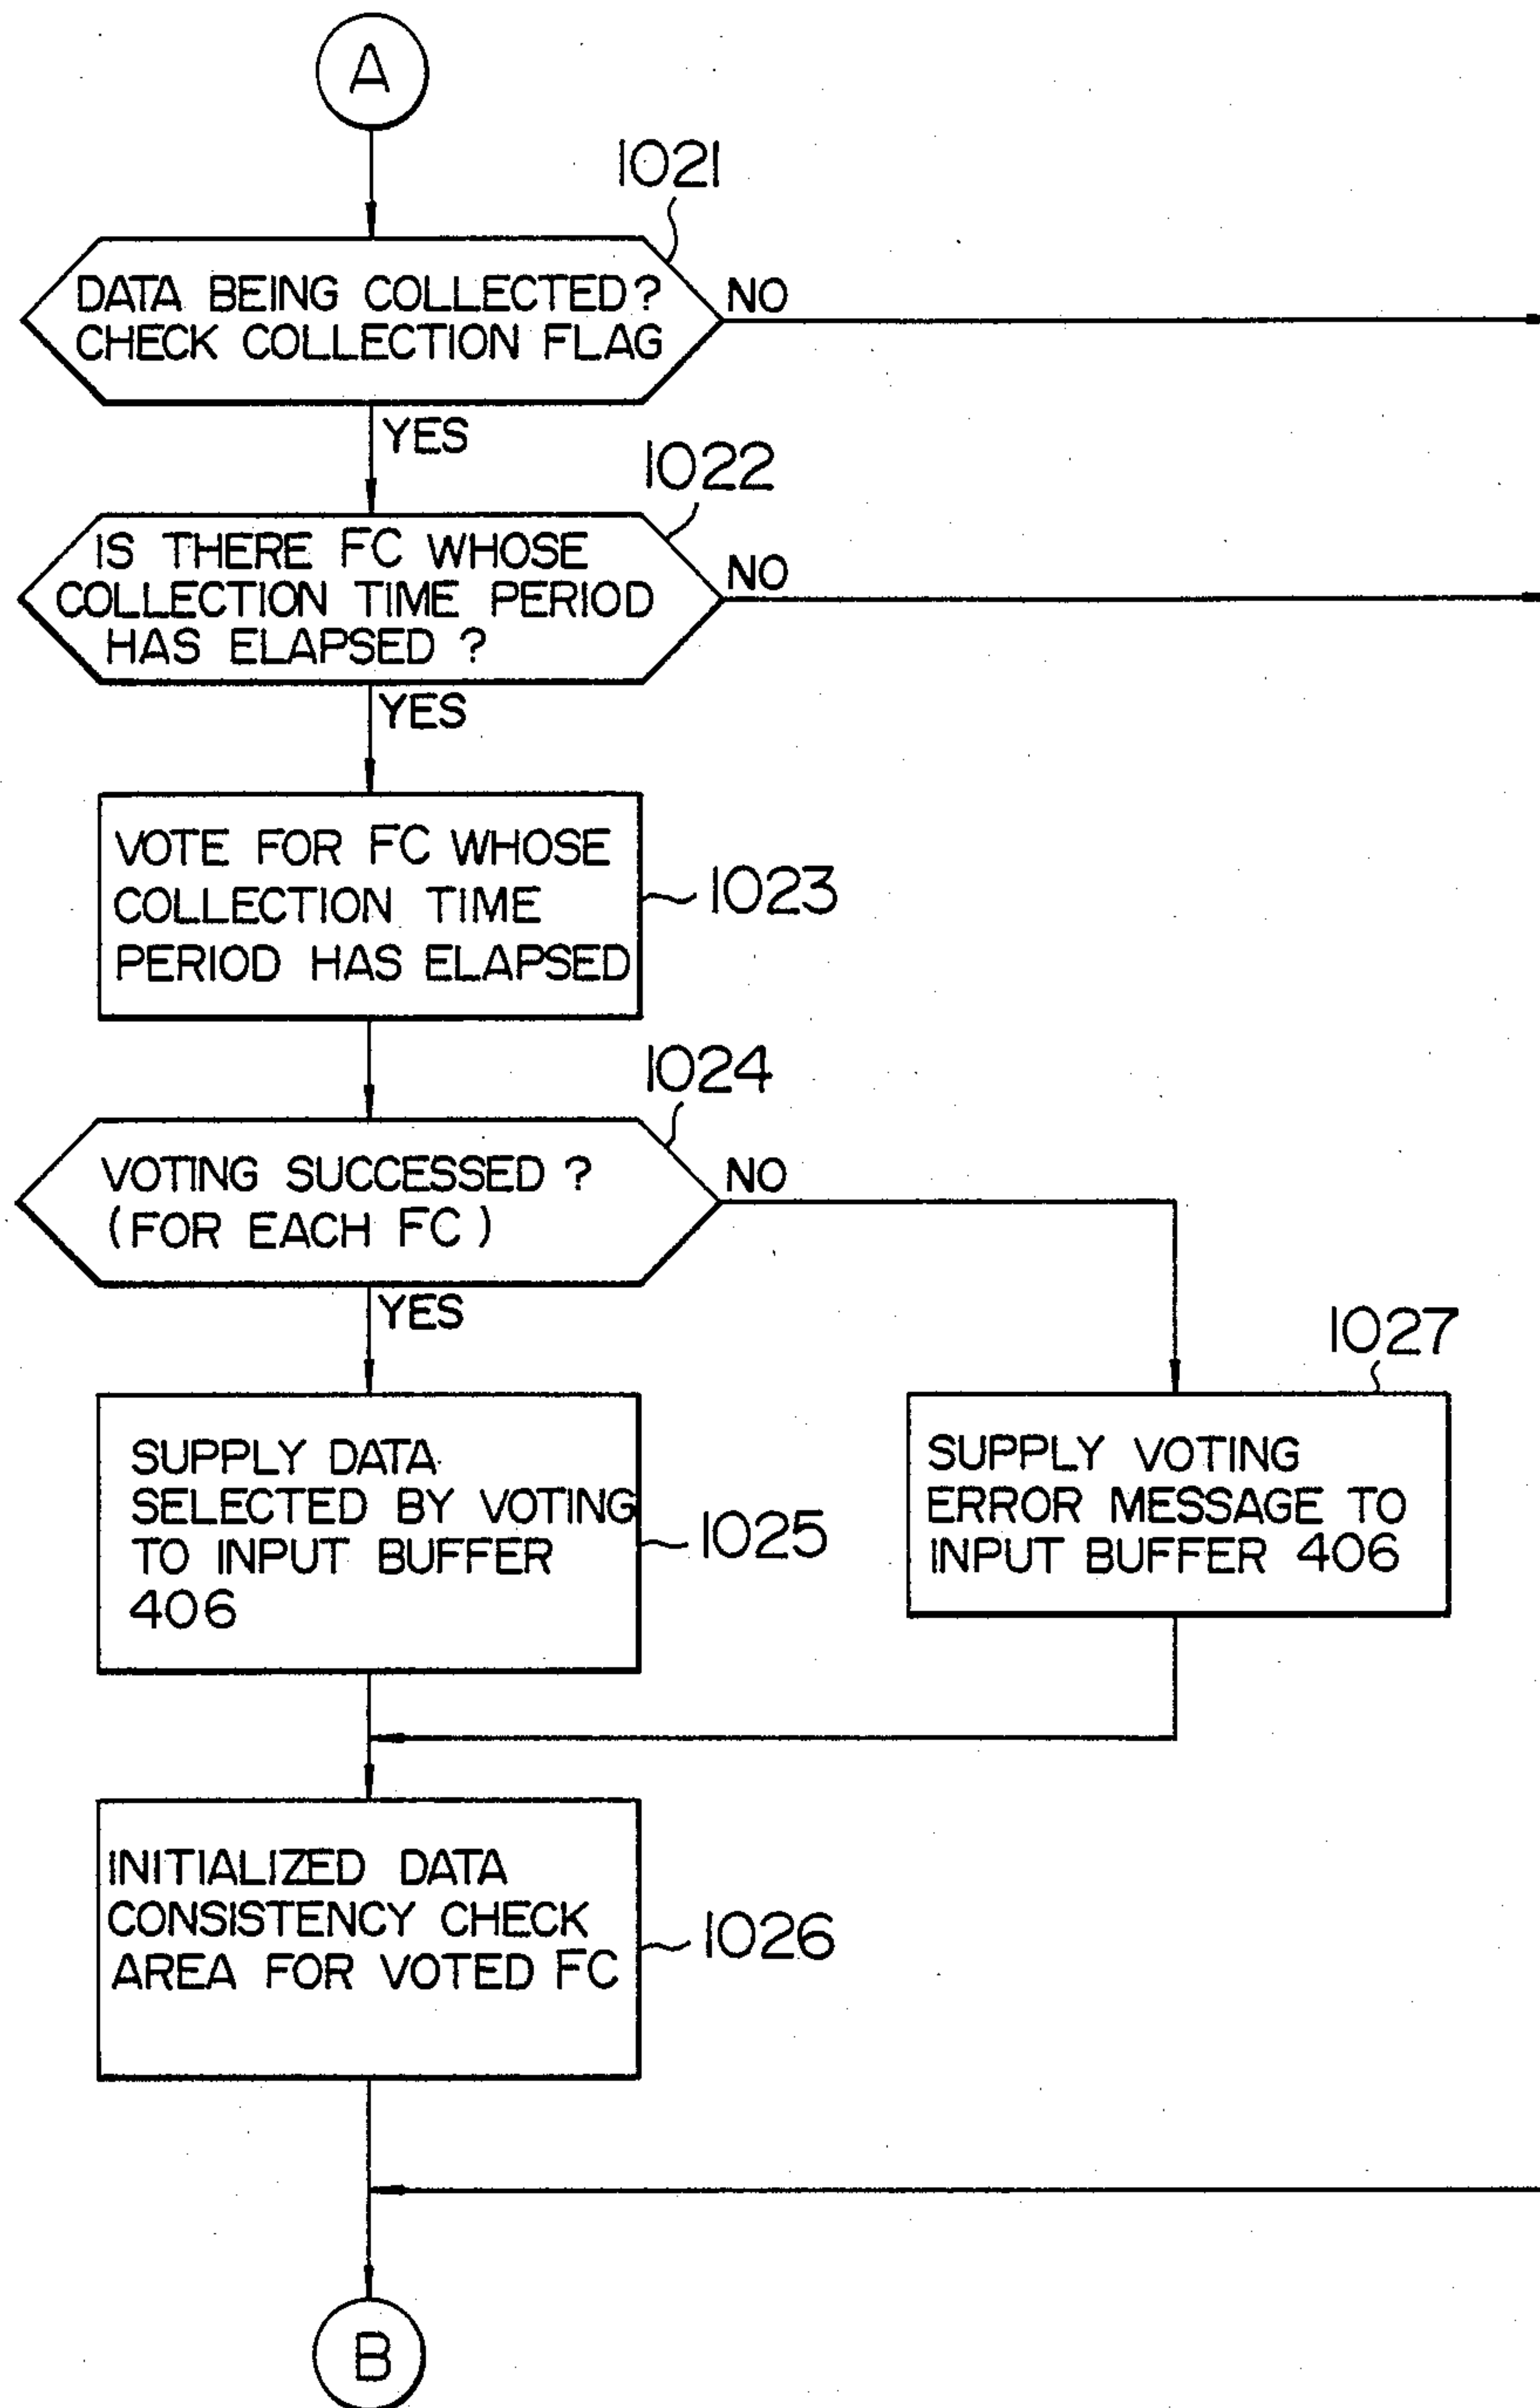 A
1021
DATA BEING COLLECTED?
CHECK COLLECTION FLAG
NO
YES
1022
IS THERE FC WHOSE
COLLECTION TIME PERIOD
HAS ELAPSED ?
NO
YES
VOTE FOR FC WHOSE
COLLECTION TIME
PERIOD HAS ELAPSED
1023
1024
VOTING SUCCESSED ?
(FOR EACH FC)
NO
YES
1027
SUPPLY DATA
SELECTED BY VOTING
TO INPUT BUFFER
406
1025
SUPPLY VOTING
ERROR MESSAGE TO
INPUT BUFFER 406
INITIALIZED DATA
CONSISTENCY CHECK
AREA FOR VOTED FC
1026
B